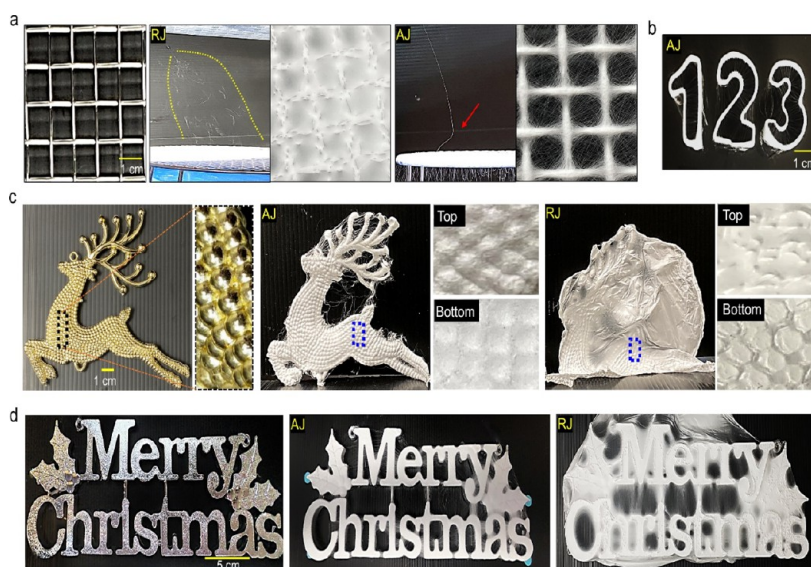 a
RJ
AJ
1 cm
b
AJ
123
1 cm
c
AJ
Top
Bottom
RJ
Top
Bottom
1 cm
d
Merry
Christmas
5 cm
AJ
Merry
Christmas
RJ
Merry
Christmas